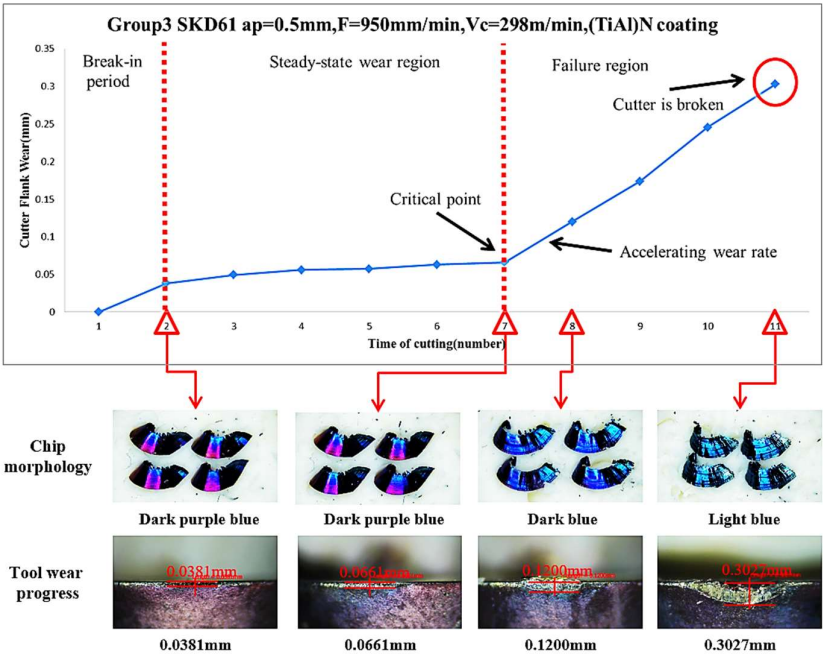 Group3 SKD61 ap=0.5mm,F=950mm/min,Vc=298m/min,(TiAl)N coating
0.35
0.3
0.25
0.2
0.15
0.1
0.05
0
Cutter Flank Wear(mm)
Break-in
period
Steady-state wear region
Failure region
Cutter is broken
Critical point
Accelerating wear rate
1 2 3 4 5 6 7 8 9 10 11
Time of cutting(number)
Chip
morphology
Dark purple blue
Dark purple blue
Dark blue
Light blue
Tool wear
progress
0.0381mm
0.0661mm
0.1200mm
0.3027mm
0.0381mm
0.0661mm
0.1200mm
0.3027mm